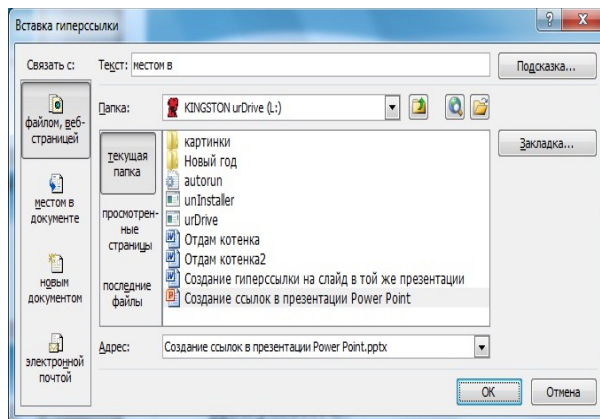 Вставка гиперссылки
Связать с:
Текст: местом в
Подсказка...
файлом, веб-
страницей
Папка: KINGSTON urDrive (L:)
Закладка...
текущая
папка
картинки
Новый год
autorun
unInstaller
urDrive
Отдам котенка
Отдам котенка2
Создание гиперссылки на слайд в той же презентации
Создание ссылок в презентации Power Point
местом в
документе
просмотрен-
ные
страницы
новым
документом
последние
файлы
электронной
почтой
Адрес: Создание ссылок в презентации Power Point.pptx
ОК
Отмена